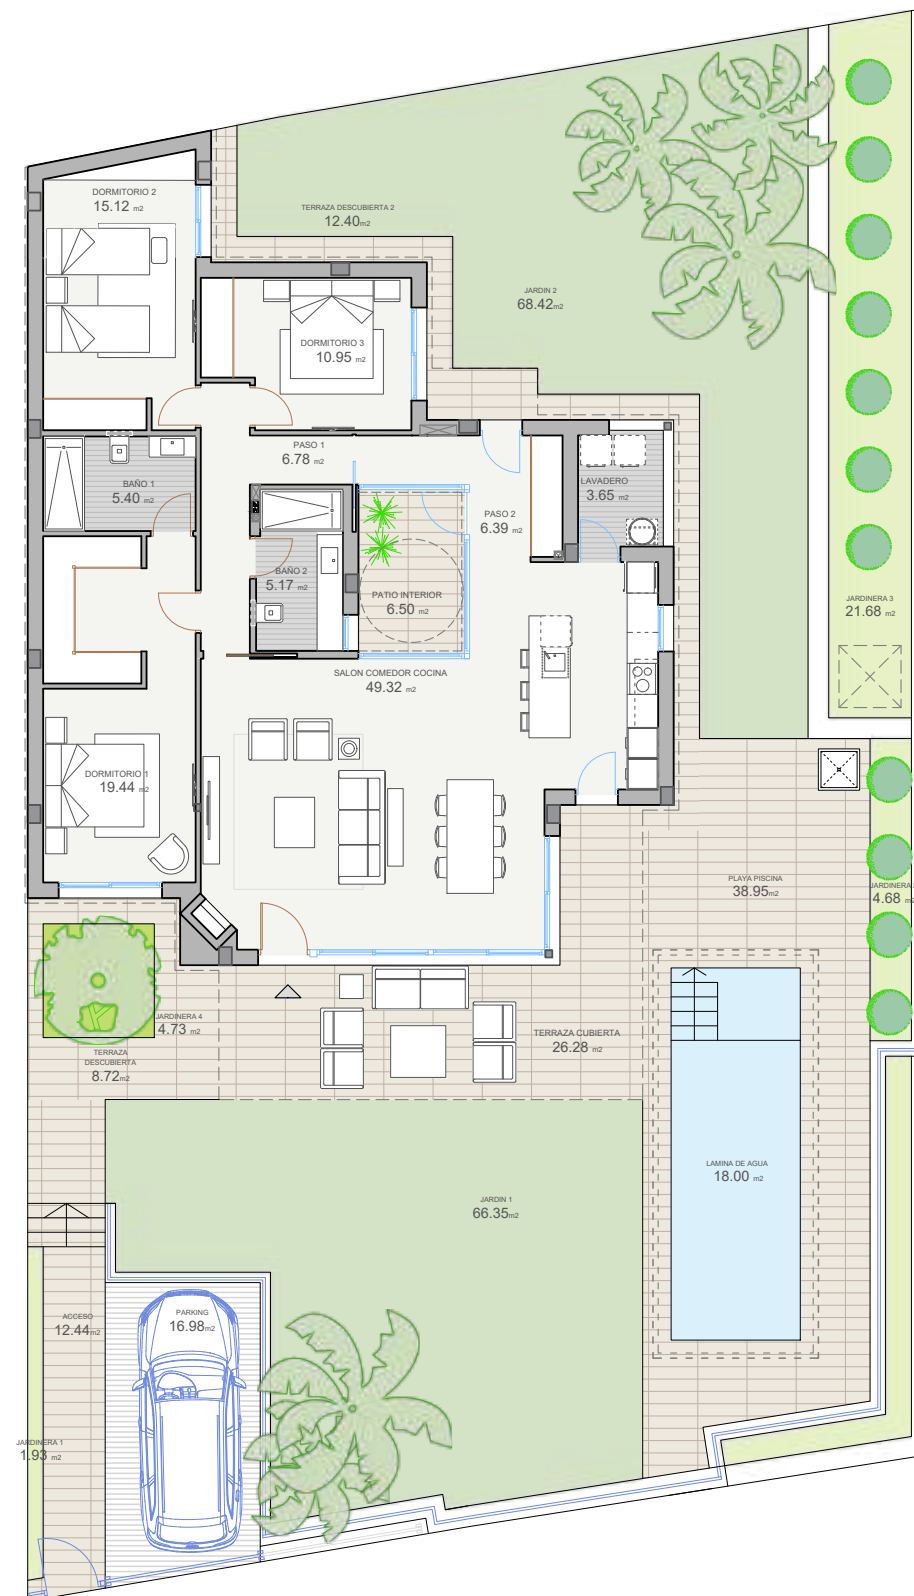 DORMITORIO 2
15.12 m2
TERRAZA DESCUBIERTA 2
12.40m2
JARDIN 2
68.42m2
DORMITORIO 3
10.95 m2
PASO 1
6.78 m2
BAÑO 1
5.40 m2
LAVADERO
3.65 m2
PASO 2
6.39 m2
BAÑO 2
5.17 m2
PATIO INTERIOR
6.50 m2
JARDINERA 3
21.68 m2
SALON COMEDOR COCINA
49.32 m2
DORMITORIO 1
19.44 m2
PLAYA PISCINA
38.95m2
JARDINERA
4.68 m2
JARDINERA 4
4.73 m2
TERRAZA
DESCUBIERTA
8.72m2
TERRAZA CUBIERTA
26.28 m2
LAMINA DE AGUA
18.00 m2
JARDIN 1
66.35m2
ACCESO
12.44m2
PARKING
16.98m2
JARDINERA 1
1.93 m2